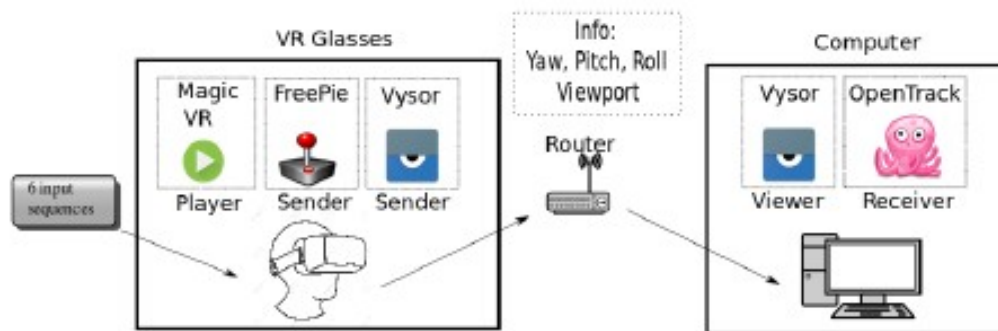 6 input
sequences
VR Glasses
Magic
VR
Player
FreePie
Sender
Vysor
Sender
Info:
Yaw, Pitch, Roll
Viewport
Router
Computer
Vysor
Viewer
OpenTrack
Receiver